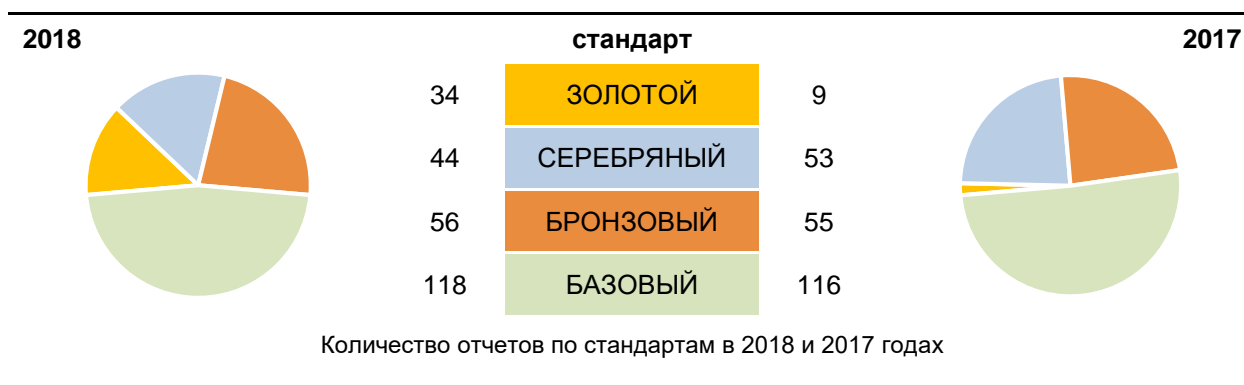 2018 стандарт 2017
34 ЗОЛОТОЙ 9
44 СЕРЕБРЯНЫЙ 53
56 БРОНЗОВЫЙ 55
118 БАЗОВЫЙ 116
Количество отчетов по стандартам в 2018 и 2017 годах